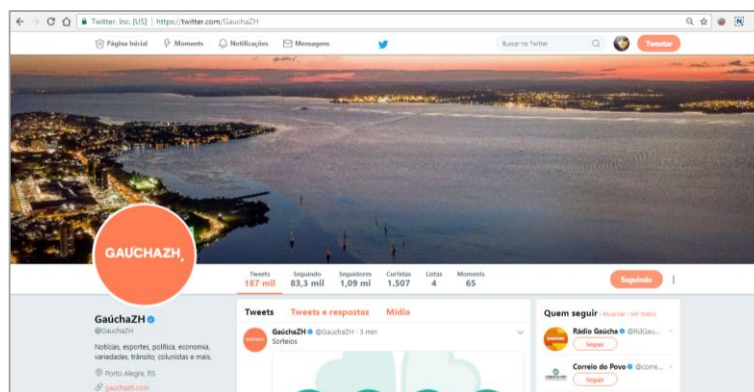 Twitter, Inc. [US] | https://twitter.com/GauchaZH
Página Inicial Moments Notificações Mensagens Buscar no Twitter Tweetar
GAÚCHAZH
Tweets Seguindo Seguidores Curtidas Listas Moments
187 mil 83,3 mil 1,09 mi 1.507 4 65
Seguindo
GaúchaZH
@GauchaZH
Notícias, esportes, política, economia,
variedades, trânsito, colunistas e mais.
Porto Alegre, RS
gauchazh.com
Tweets Tweets e respostas Mídia
GaúchaZH @GauchaZH · 3 min
Sorteios
Quem seguir · Atualizar · Ver todos
Rádio Gaúcha @RdGau...
Seguir
Correio do Povo @corre...
Seguir